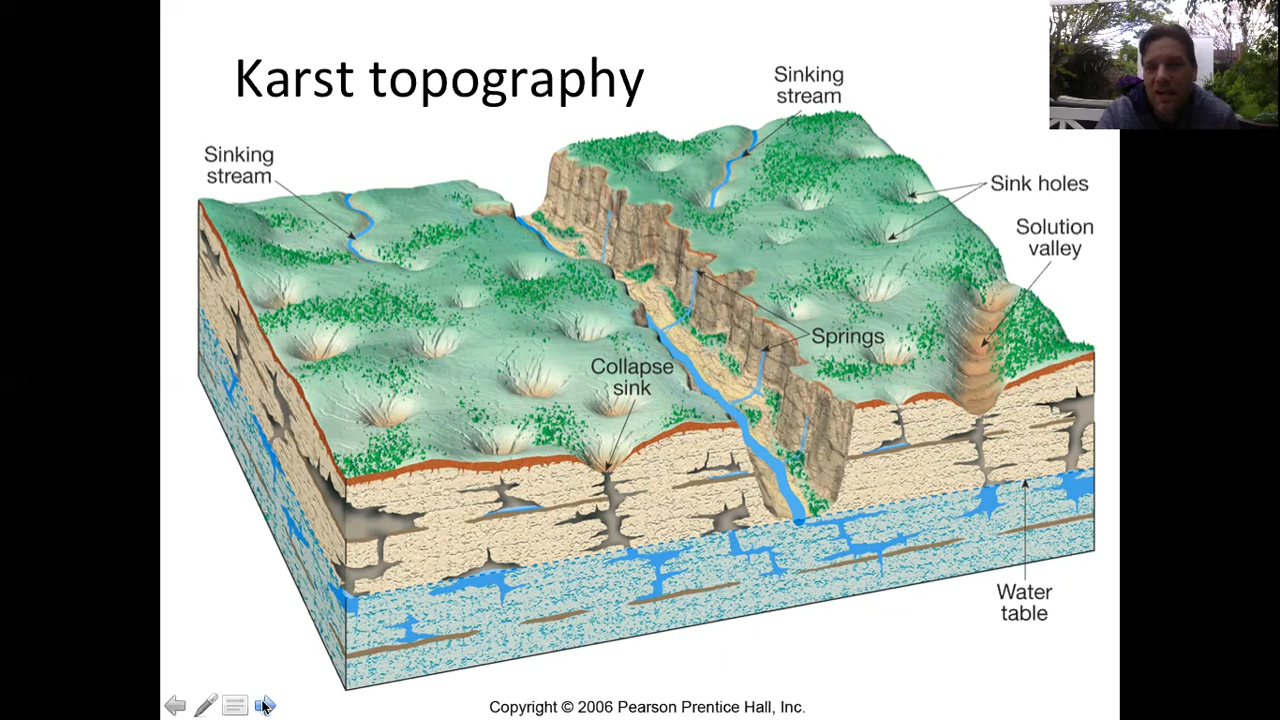 Karst topography
Sinking
stream
Sinking
stream
Sink holes
Solution
valley
Springs
Collapse
sink
Water
table
Copyright © 2006 Pearson Prentice Hall, Inc.